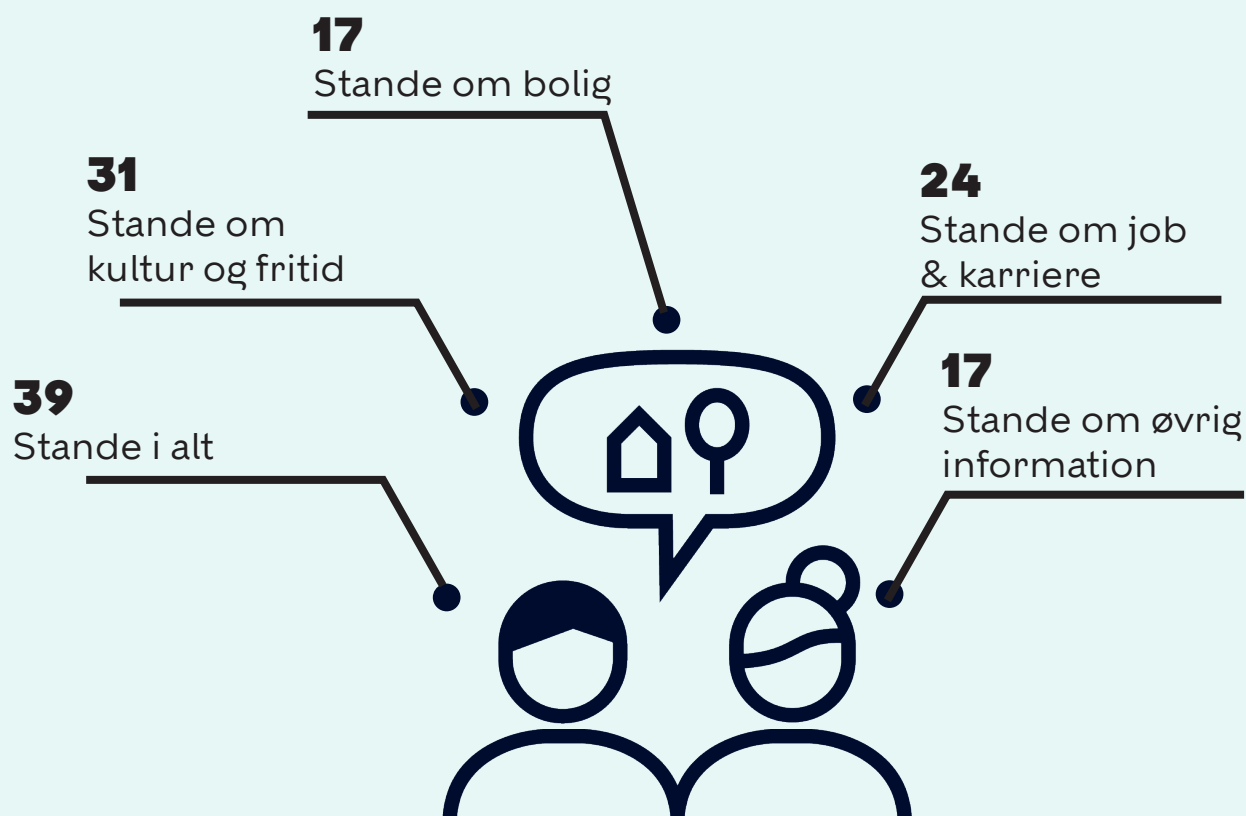 17
Stande om bolig
31
Stande om
kultur og fritid
24
Stande om job
& karriere
39
Stande i alt
17
Stande om øvrig
information